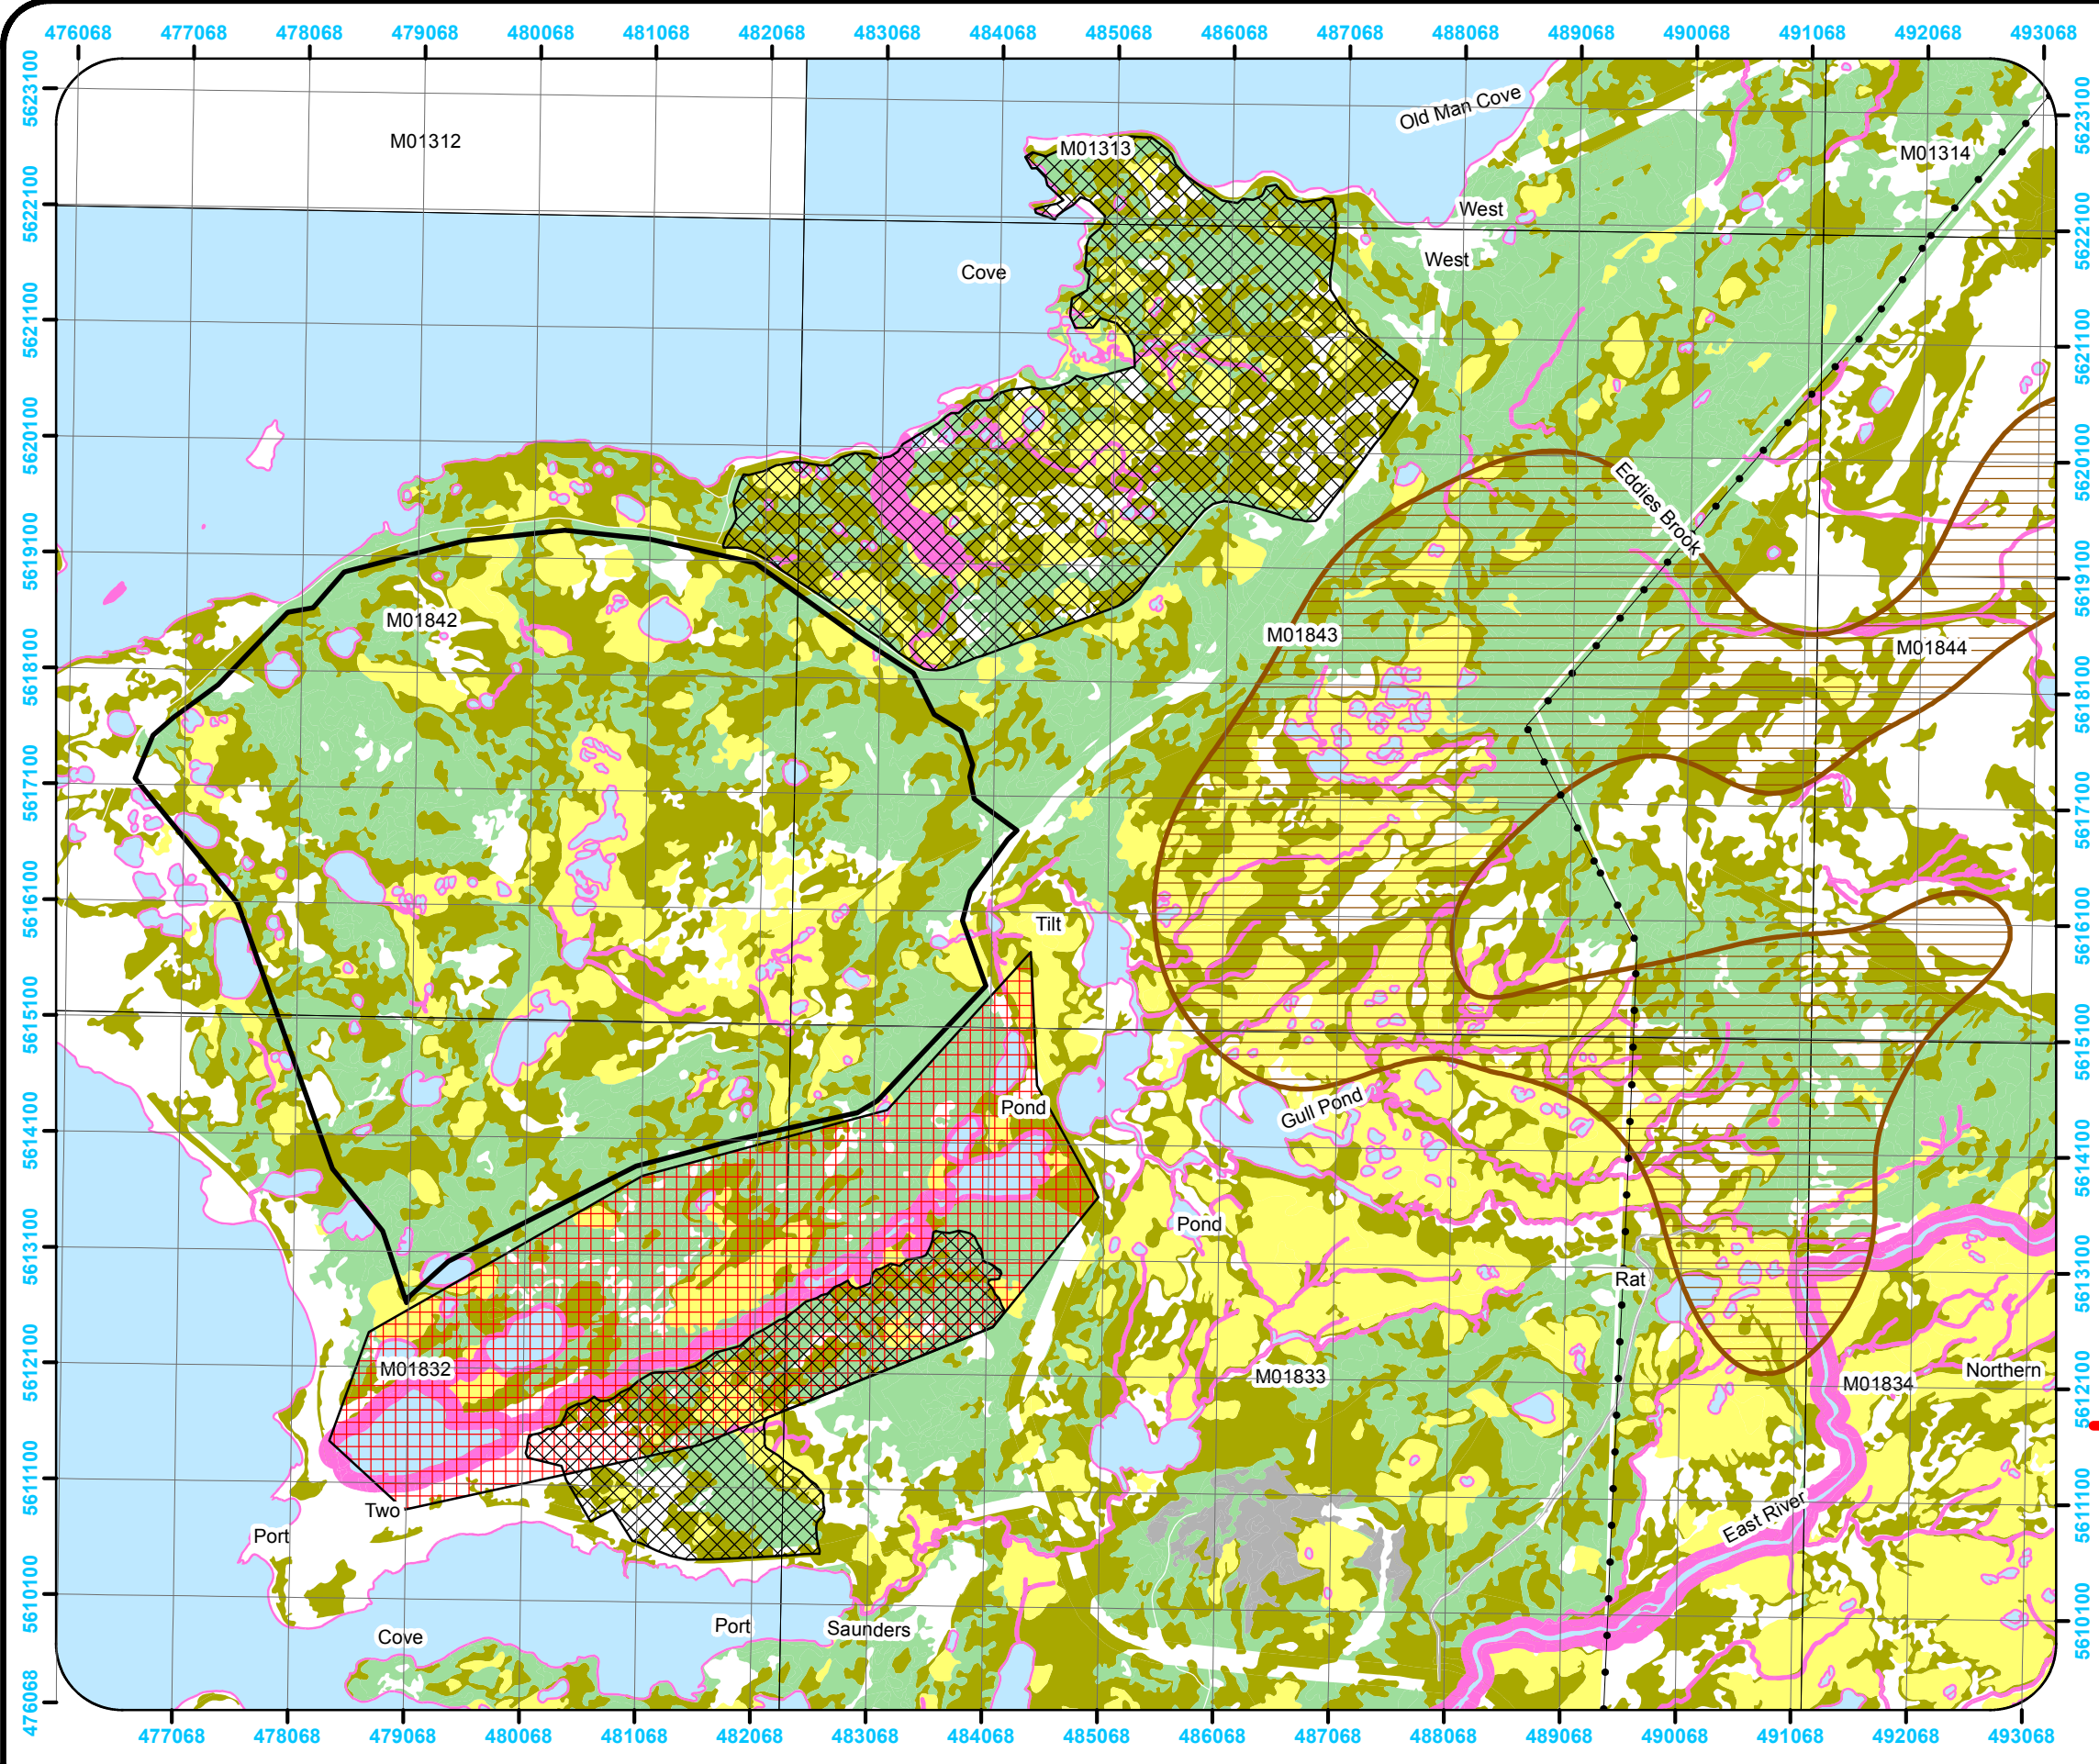 476068 477068 478068 479068 480068 481068 482068 483068 484068 485068 486068 487068 488068 489068 490068 491068 492068 493068
5623100
5623100
Old Man Cove
M01312
M01313
M01314
5622100
5622100
West
West
Cove
5621100
5621100
5620100
5620100
Eddies Brook
5619100
5619100
M01842
M01843
M01844
5618100
5618100
5617100
5617100
5616100
5616100
Tilt
5615100
5615100
Pond
Gull Pond
5614100
5614100
Pond
5613100
5613100
Rat
M01832
M01833
M01834
Northern
5612100
5612100
5611100
5611100
Two
East River
Port
5610100
5610100
Cove
Port
Saunders
476068
477068 478068 479068 480068 481068 482068 483068 484068 485068 486068 487068 488068 489068 490068 491068 492068 493068